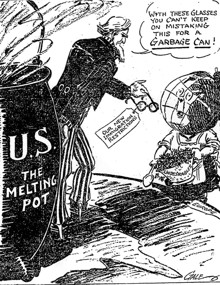 WITH THESE GLASSES
YOU CAN'T KEEP
ON MISTAKING
THIS FOR A
GARBAGE CAN!
OUR NEW
IMMIGRATION
RESTRICTIONS
U.S.
THE
MELTING
POT